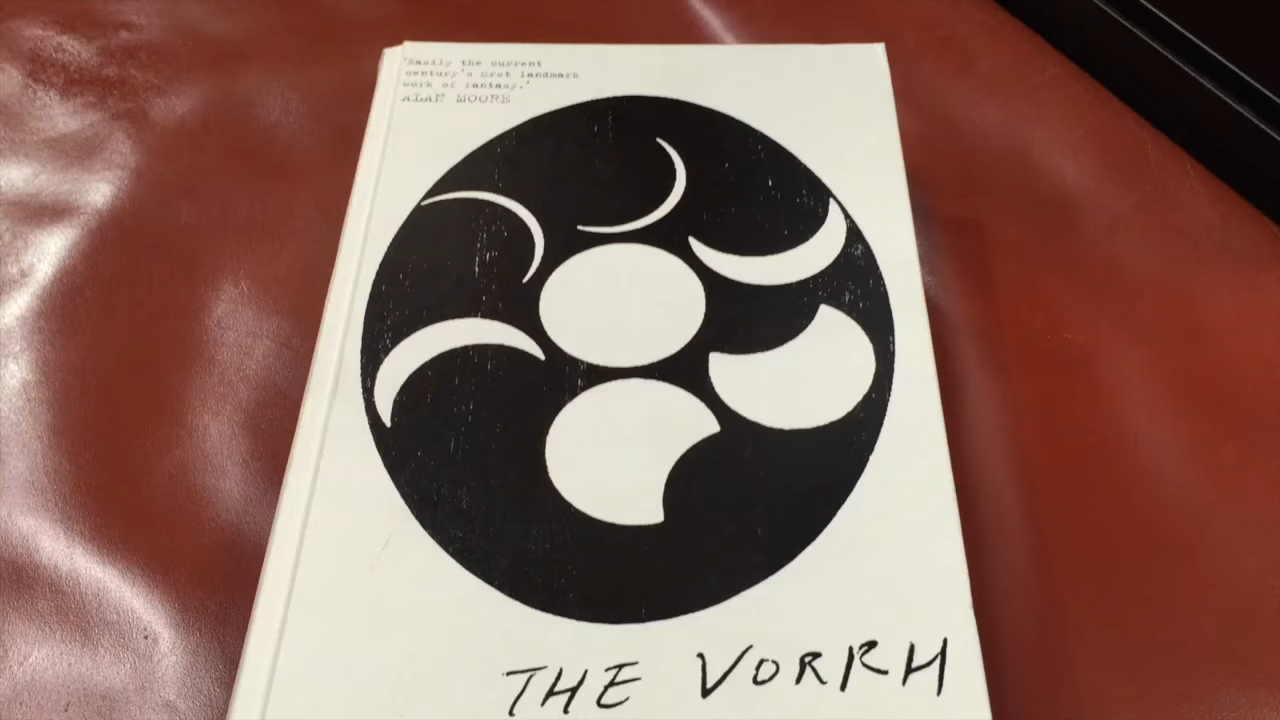 'Easily the current
century's first landmark
work of fantasy.'
ALAN MOORE
THE VORRH